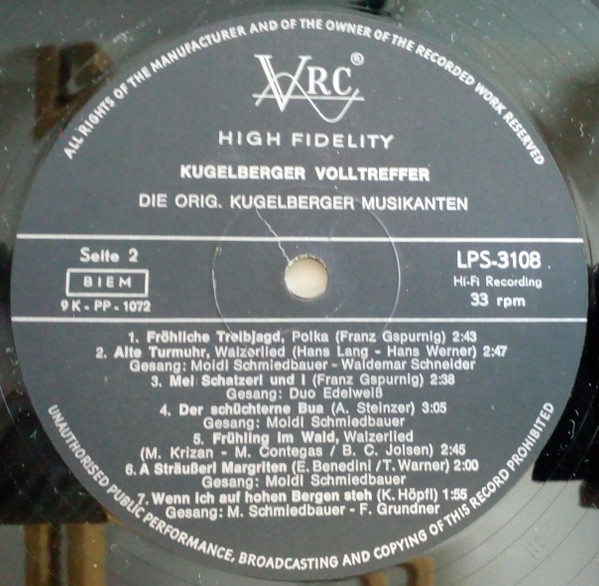 ALL RIGHTS OF THE MANUFACTURER AND OF THE OWNER OF THE RECORDED WORK RESERVED
VRC®
HIGH FIDELITY
KUGELBERGER VOLLTREFFER
DIE ORIG. KUGELBERGER MUSIKANTEN
Seite 2
BIEM
9 K - PP - 1072
LPS-3108
Hi-Fi Recording
33 rpm
1. Fröhliche Treibjagd, Polka (Franz Gspurnig) 2:43
2. Alte Turmuhr, Walzerlied (Hans Lang - Hans Werner) 2:47
Gesang: Moidl Schmiedbauer - Waldemar Schneider
3. Mei Schatzerl und I (Franz Gspurnig) 2:38
Gesang: Duo Edelweiß
4. Der schüchterne Bua (A. Steinzer) 3:05
Gesang: Moidl Schmiedbauer
5. Frühling im Wald, Walzerlied
(M. Krizan - M. Contegas / B. C. Joisen) 2:45
6. A Sträußerl Margriten (E. Benedini /T. Warner) 2:00
Gesang: Moidl Schmiedbauer
7. Wenn ich auf hohen Bergen steh (K. Höpfl) 1:55
Gesang: M. Schmiedbauer - F. Grundner
UNAUTHORISED PUBLIC PERFORMANCE, BROADCASTING AND COPYING OF THIS RECORD PROHIBITED